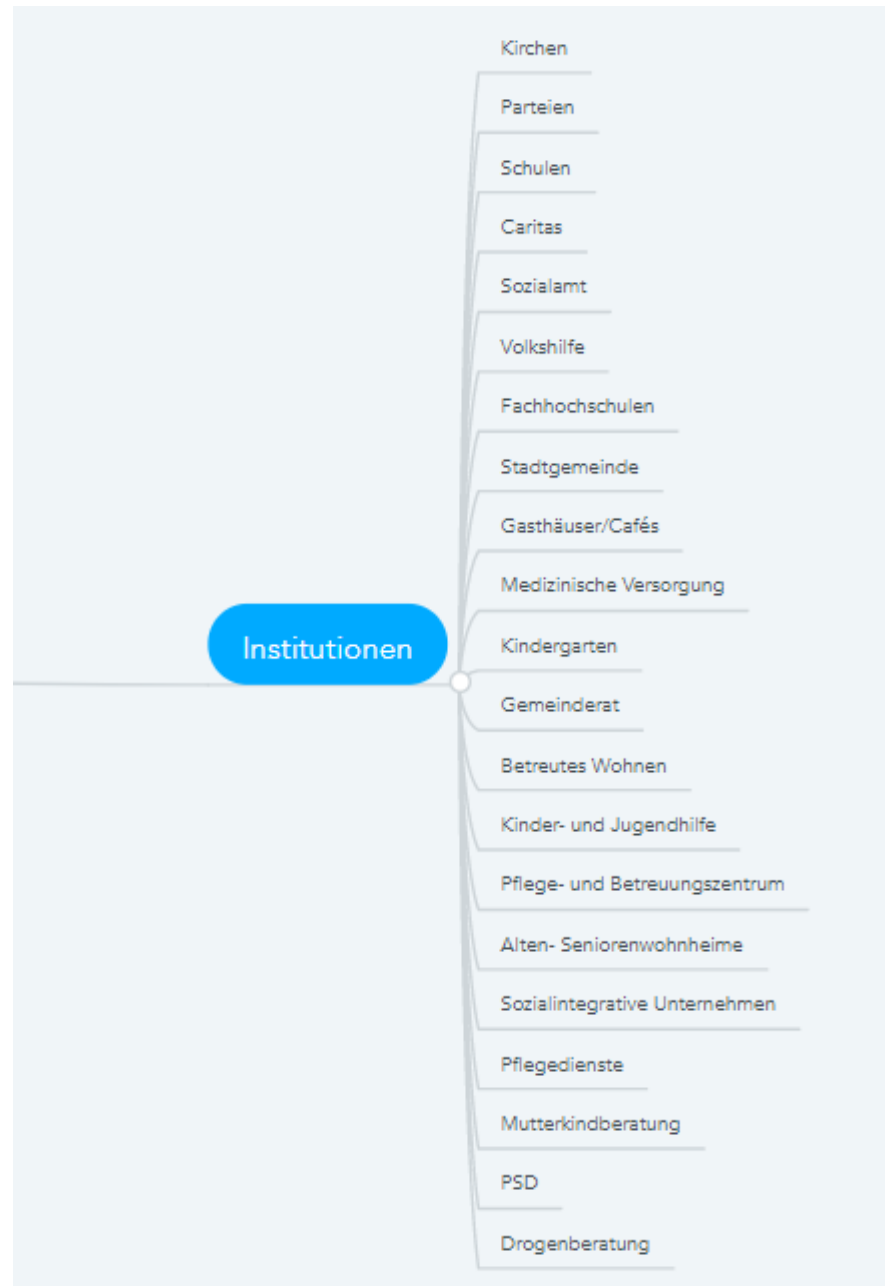 Kirchen
Parteien
Schulen
Caritas
Sozialamt
Volkshilfe
Fachhochschulen
Stadtgemeinde
Gasthäuser/Cafés
Medizinische Versorgung
Institutionen
Kindergarten
Gemeinderat
Betreutes Wohnen
Kinder- und Jugendhilfe
Pflege- und Betreuungszentrum
Alten- Seniorenwohnheime
Sozialintegrative Unternehmen
Pflegedienste
Mutterkindberatung
PSD
Drogenberatung